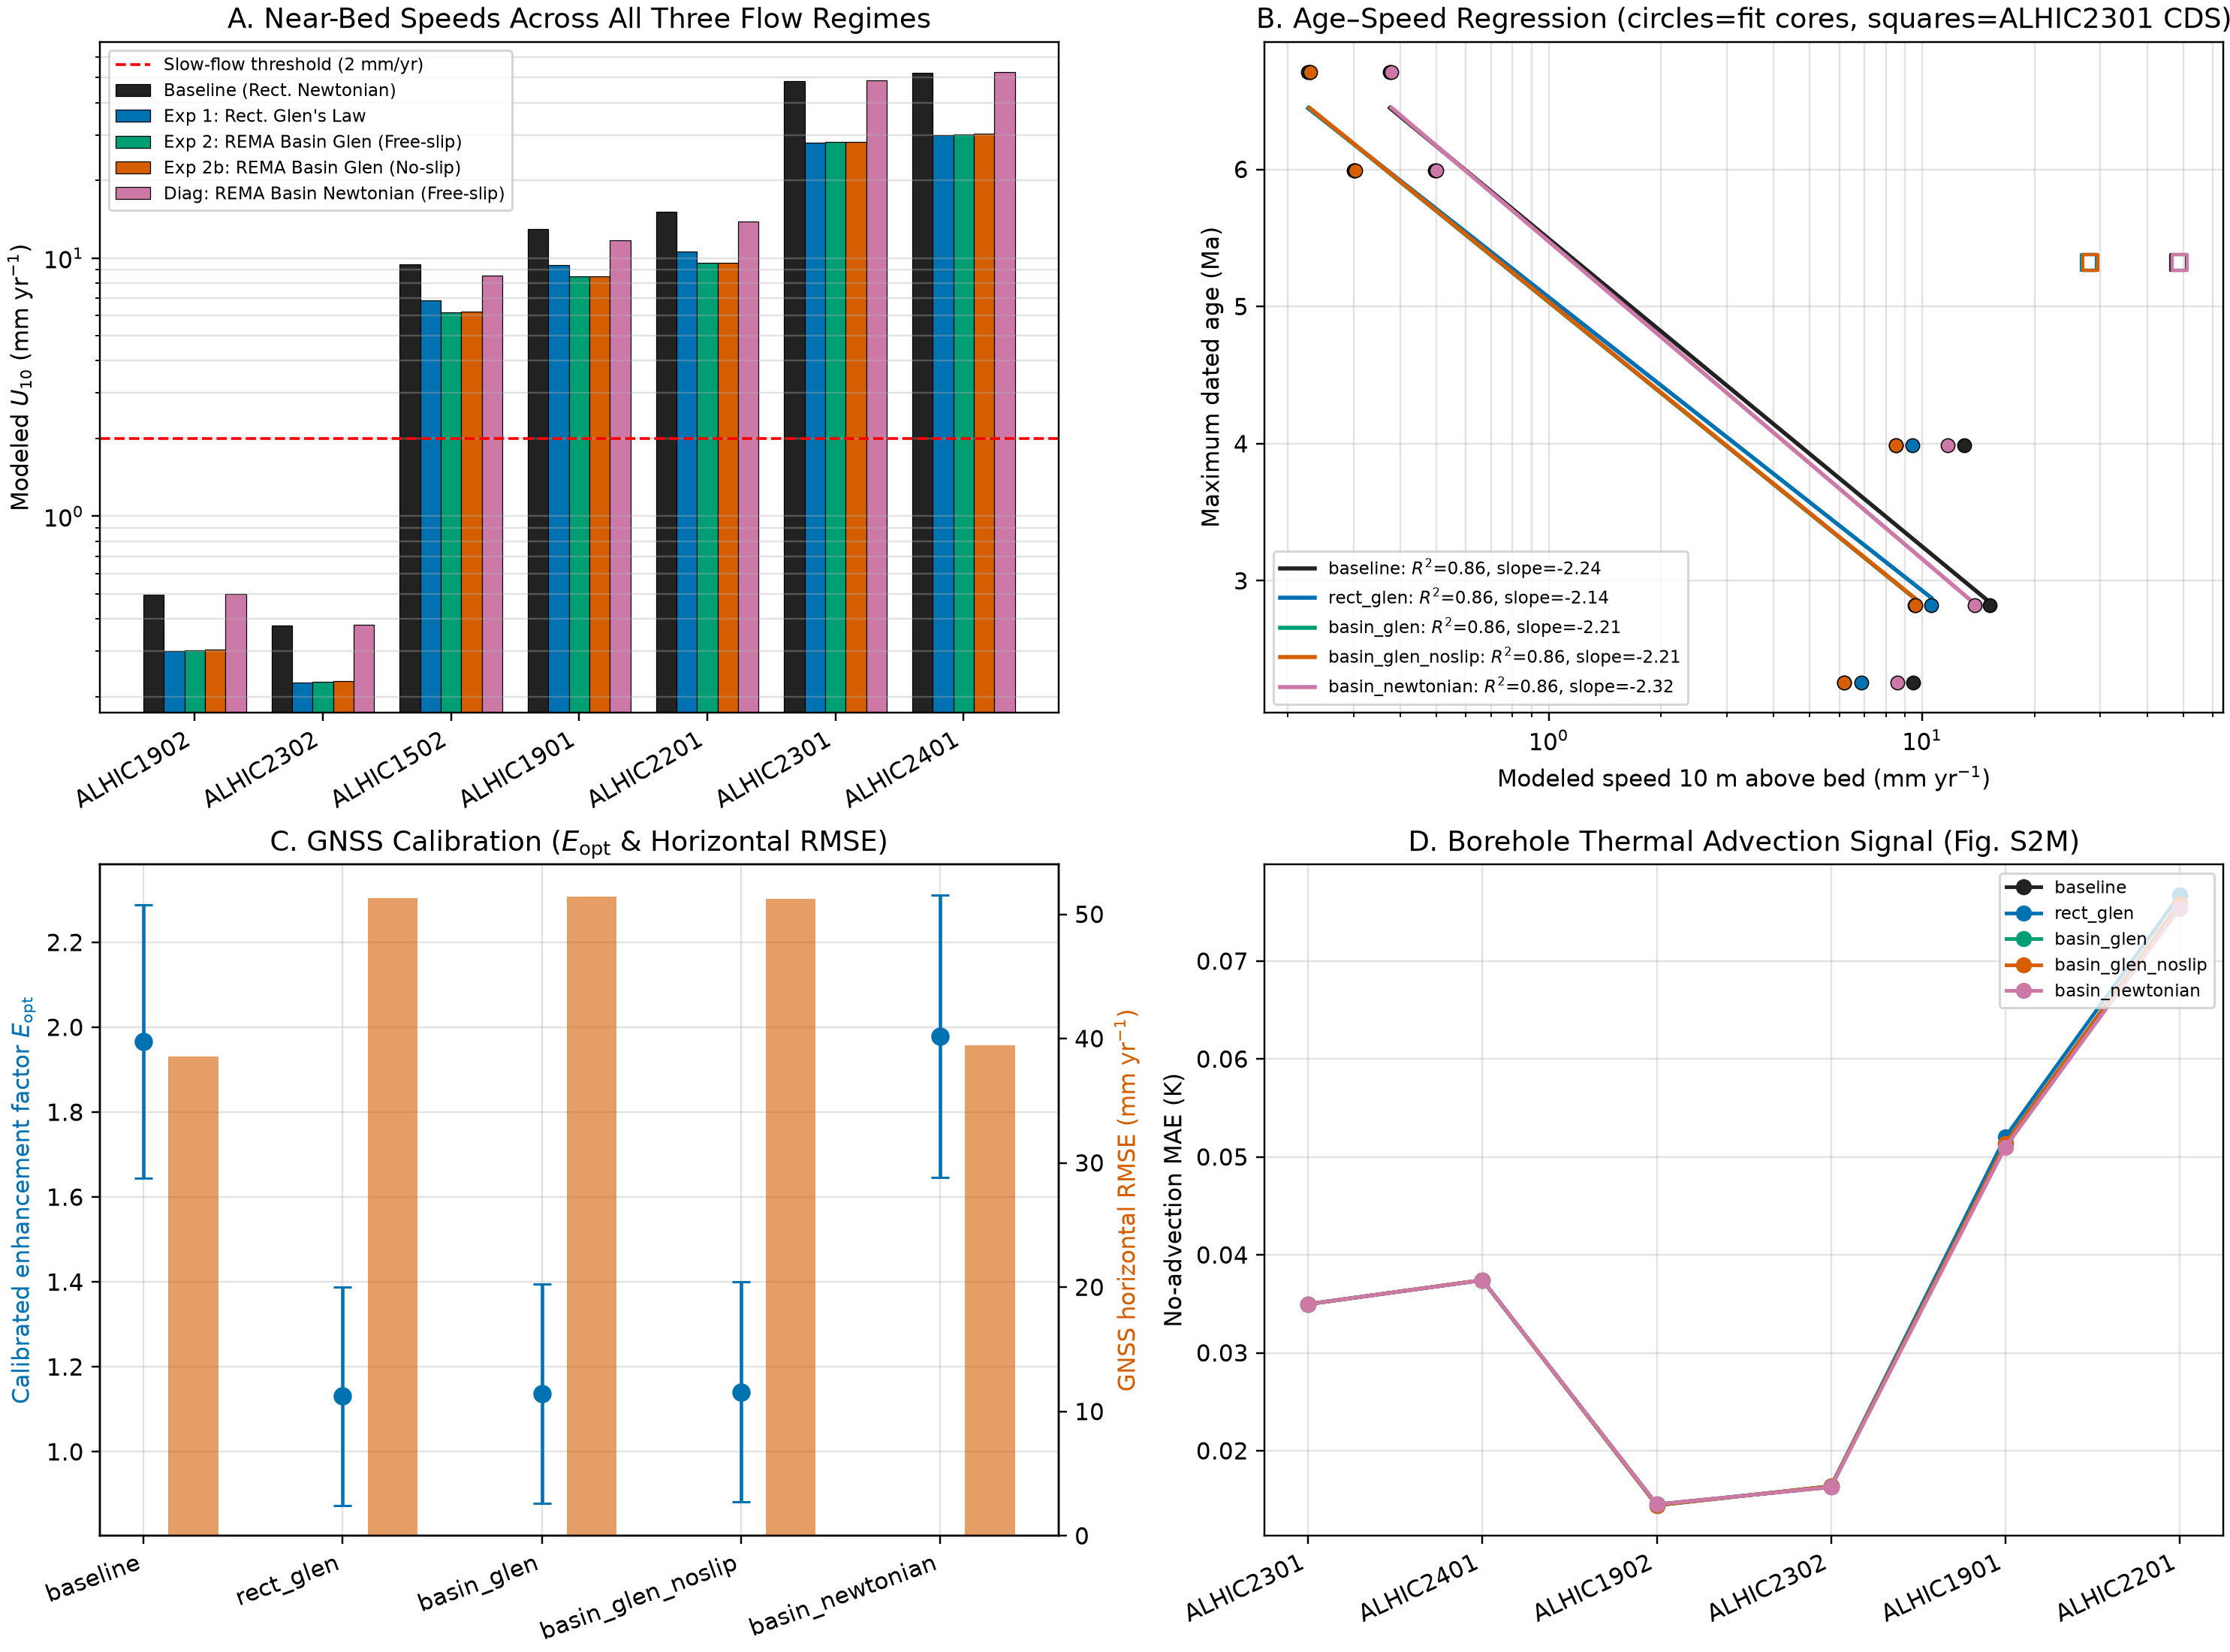 A. Near-Bed Speeds Across All Three Flow Regimes
Slow-flow threshold (2 mm/yr)
Baseline (Rect. Newtonian)
Exp 1: Rect. Glen's Law
Exp 2: REMA Basin Glen (Free-slip)
Exp 2b: REMA Basin Glen (No-slip)
Diag: REMA Basin Newtonian (Free-slip)
Modeled U₁₀ (mm yr⁻¹)
10¹
10⁰
ALHIC1902
ALHIC2302
ALHIC1502
ALHIC1901
ALHIC2201
ALHIC2301
ALHIC2401
B. Age–Speed Regression (circles=fit cores, squares=ALHIC2301 CDS)
Maximum dated age (Ma)
6
5
4
3
baseline: R²=0.86, slope=-2.24
rect_glen: R²=0.86, slope=-2.14
basin_glen: R²=0.86, slope=-2.21
basin_glen_noslip: R²=0.86, slope=-2.21
basin_newtonian: R²=0.86, slope=-2.32
10⁰
10¹
Modeled speed 10 m above bed (mm yr⁻¹)
C. GNSS Calibration (E_opt & Horizontal RMSE)
Calibrated enhancement factor E_opt
2.2
2.0
1.8
1.6
1.4
1.2
1.0
50
40
30
20
10
0
GNSS horizontal RMSE (mm yr⁻¹)
baseline
rect_glen
basin_glen
basin_glen_noslip
basin_newtonian
D. Borehole Thermal Advection Signal (Fig. S2M)
No-advection MAE (K)
0.07
0.06
0.05
0.04
0.03
0.02
baseline
rect_glen
basin_glen
basin_glen_noslip
basin_newtonian
ALHIC2301
ALHIC2401
ALHIC1902
ALHIC2302
ALHIC1901
ALHIC2201